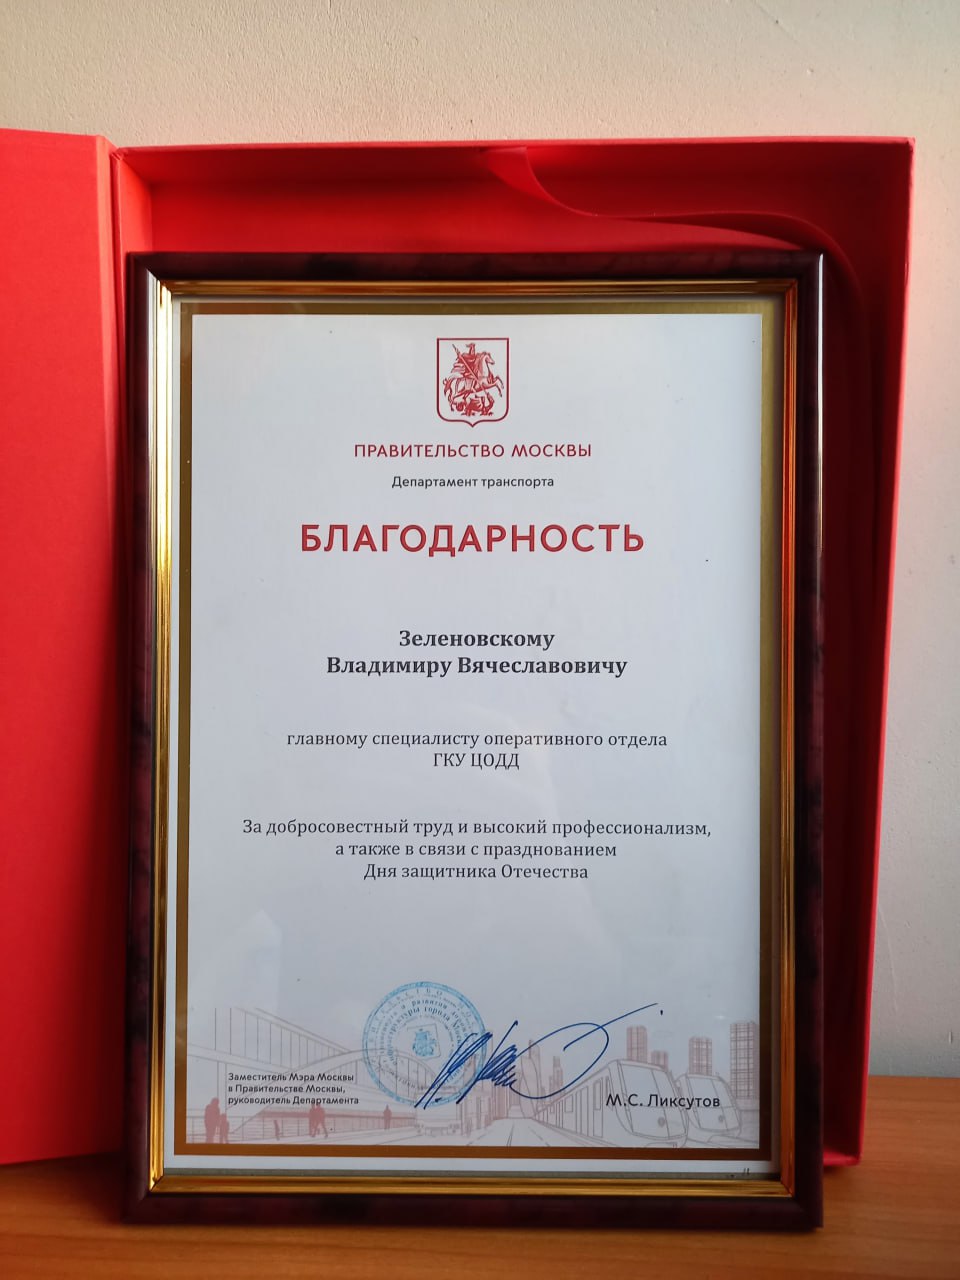 ПРАВИТЕЛЬСТВО МОСКВЫ
Департамент транспорта
БЛАГОДАРНОСТЬ
Зеленовскому
Владимиру Вячеславовичу
главному специалисту оперативного отдела
ГКУ ЦОДД
За добросовестный труд и высокий профессионализм,
а также в связи с празднованием
Дня защитника Отечества
Заместитель Мэра Москвы
в Правительстве Москвы,
руководитель Департамента
М.С. Ликсутов